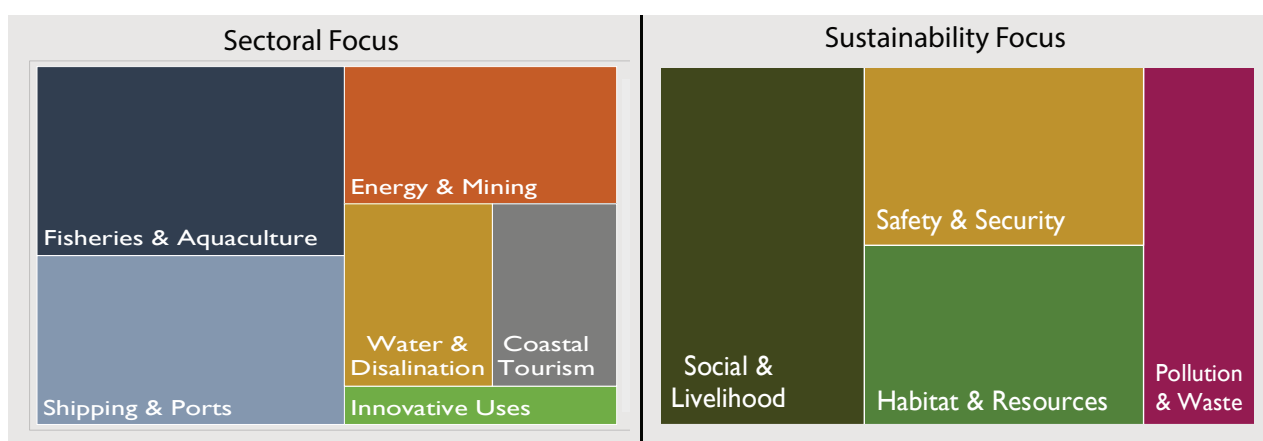 Sectoral Focus
Fisheries & Aquaculture
Shipping & Ports
Energy & Mining
Water &
Disalination
Coastal
Tourism
Innovative Uses
Sustainability Focus
Social &
Livelihood
Safety & Security
Habitat & Resources
Pollution
& Waste